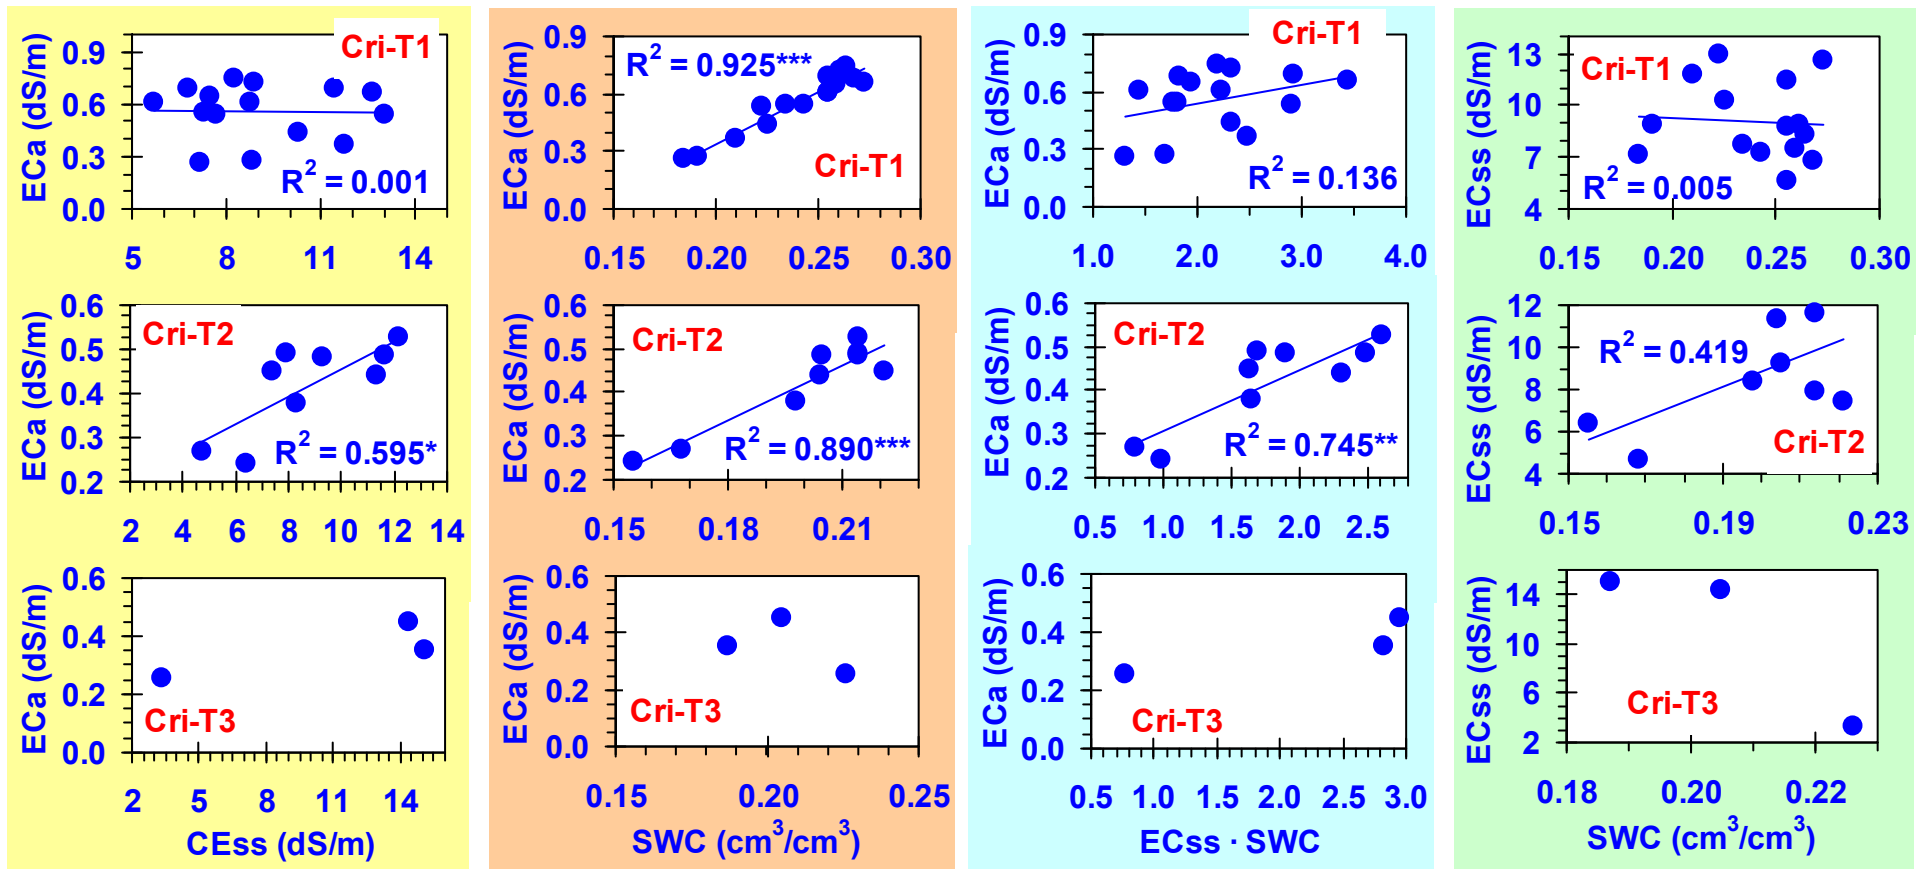 ECa (dS/m)
0.9
0.6
0.3
0.0
Cri-T1
R² = 0.001
5 8 11 14
ECa (dS/m)
0.9
0.6
0.3
0.0
R² = 0.925***
Cri-T1
0.15 0.20 0.25 0.30
ECa (dS/m)
0.9
0.6
0.3
0.0
Cri-T1
R² = 0.136
1.0 2.0 3.0 4.0
ECss (dS/m)
13
10
7
4
Cri-T1
R² = 0.005
0.15 0.20 0.25 0.30
ECa (dS/m)
0.6
0.5
0.4
0.3
0.2
Cri-T2
R² = 0.595*
2 4 6 8 10 12 14
ECa (dS/m)
0.6
0.5
0.4
0.3
0.2
Cri-T2
R² = 0.890***
0.15 0.18 0.21
ECa (dS/m)
0.6
0.5
0.4
0.3
0.2
Cri-T2
R² = 0.745**
0.5 1.0 1.5 2.0 2.5
ECss (dS/m)
12
10
8
6
4
R² = 0.419
Cri-T2
0.15 0.19 0.23
ECa (dS/m)
0.6
0.4
0.2
0.0
Cri-T3
2 5 8 11 14
CEss (dS/m)
ECa (dS/m)
0.6
0.4
0.2
0.0
Cri-T3
0.15 0.20 0.25
SWC (cm³/cm³)
ECa (dS/m)
0.6
0.4
0.2
0.0
Cri-T3
0.5 1.0 1.5 2.0 2.5 3.0
ECss · SWC
ECss (dS/m)
14
10
6
2
Cri-T3
0.18 0.20 0.22
SWC (cm³/cm³)